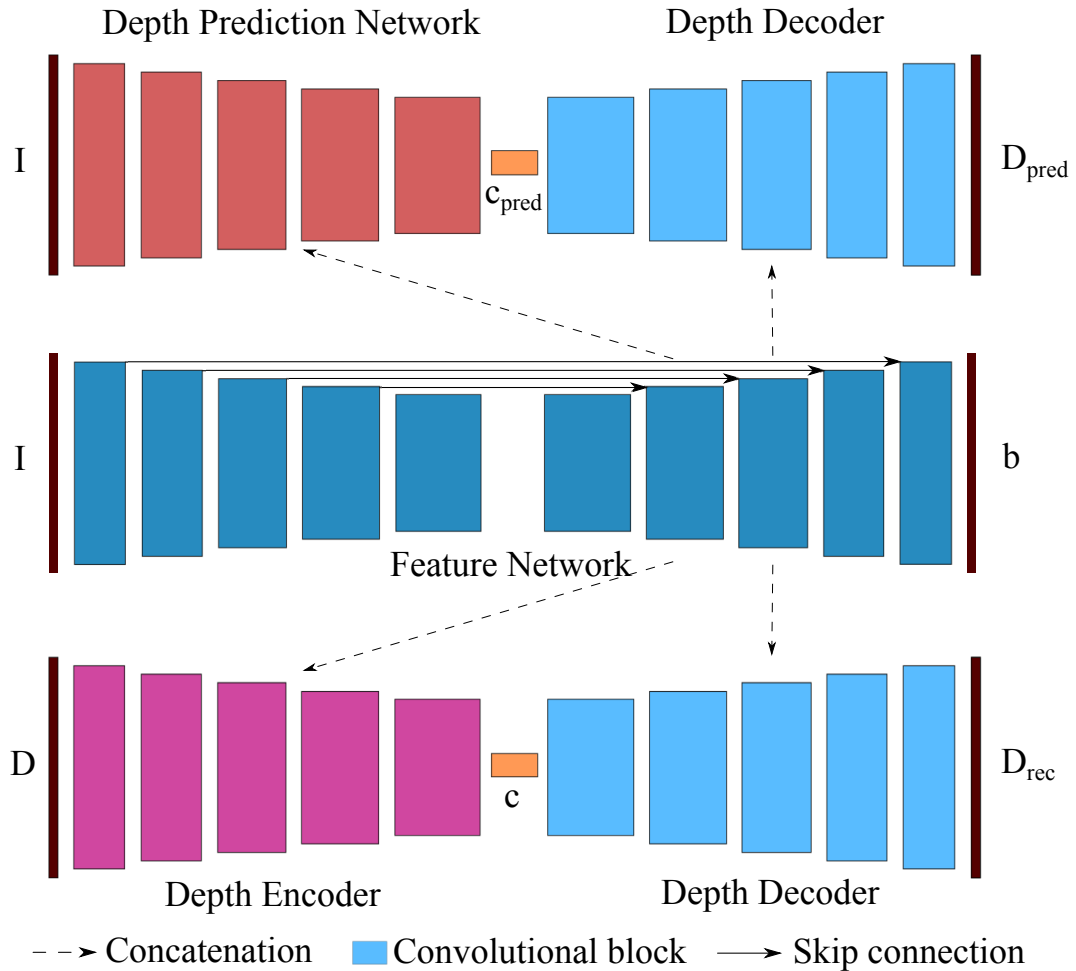 Depth Prediction Network
Depth Decoder
I
c_pred
D_pred
I
b
Feature Network
D
c
D_rec
Depth Encoder
Depth Decoder
Concatenation
Convolutional block
Skip connection